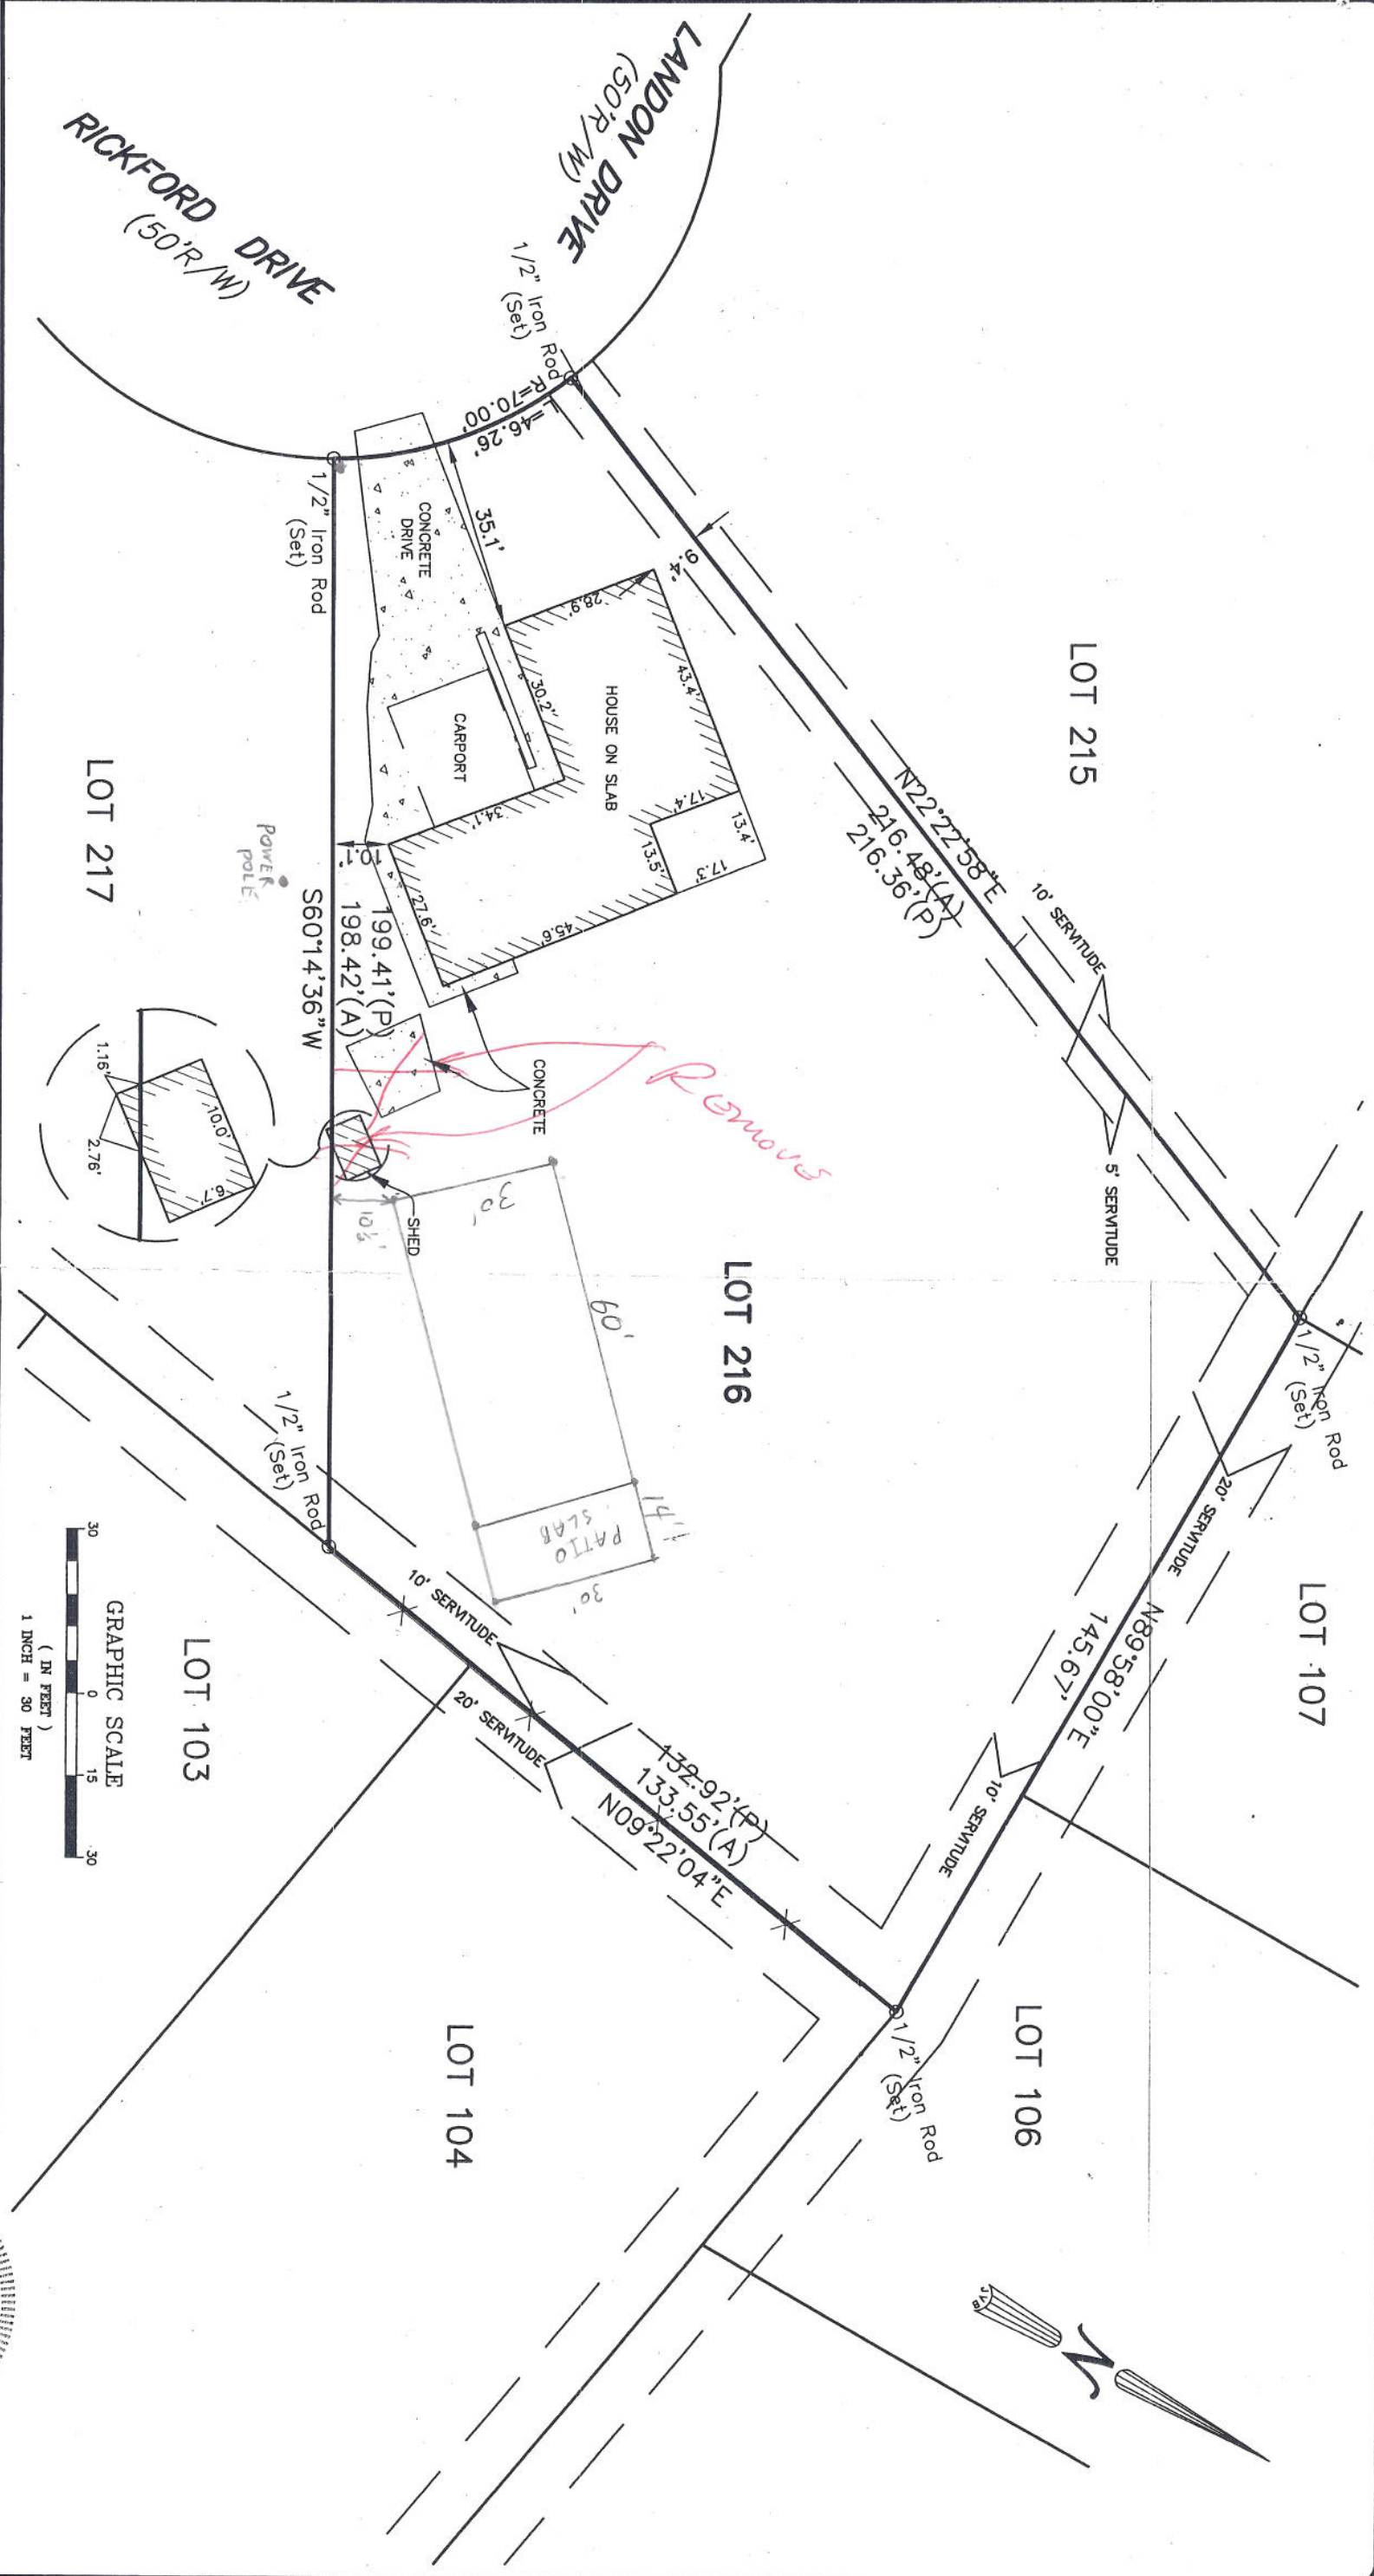 LANDON DRIVE
(50'R/W)
RICKFORD DRIVE
(50'R/W)
1/2" Iron Rod
(Set)
L=46.26'
R=70.00'
1/2" Iron Rod
(Set)
35.1'
CONCRETE
DRIVE
CARPORT
HOUSE ON SLAB
9.4'
28.9'
43.4'
30.2'
34.1'
17.4'
13.4'
13.5'
17.3'
45.6'
27.6'
10.1'
LOT 215
N22°22'58"E
216.48'(A)
216.36'(P)
10' SERVITUDE
5' SERVITUDE
LOT 217
POWER
POLE
199.41'(P)
198.42'(A)
S60°14'36"W
CONCRETE
Remove
SHED
1.16'
2.76'
10.0'
6.7'
10½'
30'
60'
14'
PATIO
SLAB
30'
LOT 216
1/2" Iron Rod
(Set)
1/2" Iron Rod
(Set)
20' SERVITUDE
N89°58'00"E
145.67'
10' SERVITUDE
LOT 107
10' SERVITUDE
20' SERVITUDE
132.92'(P)
133.55'(A)
N09°22'04"E
LOT 103
LOT 104
LOT 106
1/2" Iron Rod
(Set)
GRAPHIC SCALE
30 0 15 30
( IN FEET )
1 INCH = 30 FEET
N
JYB